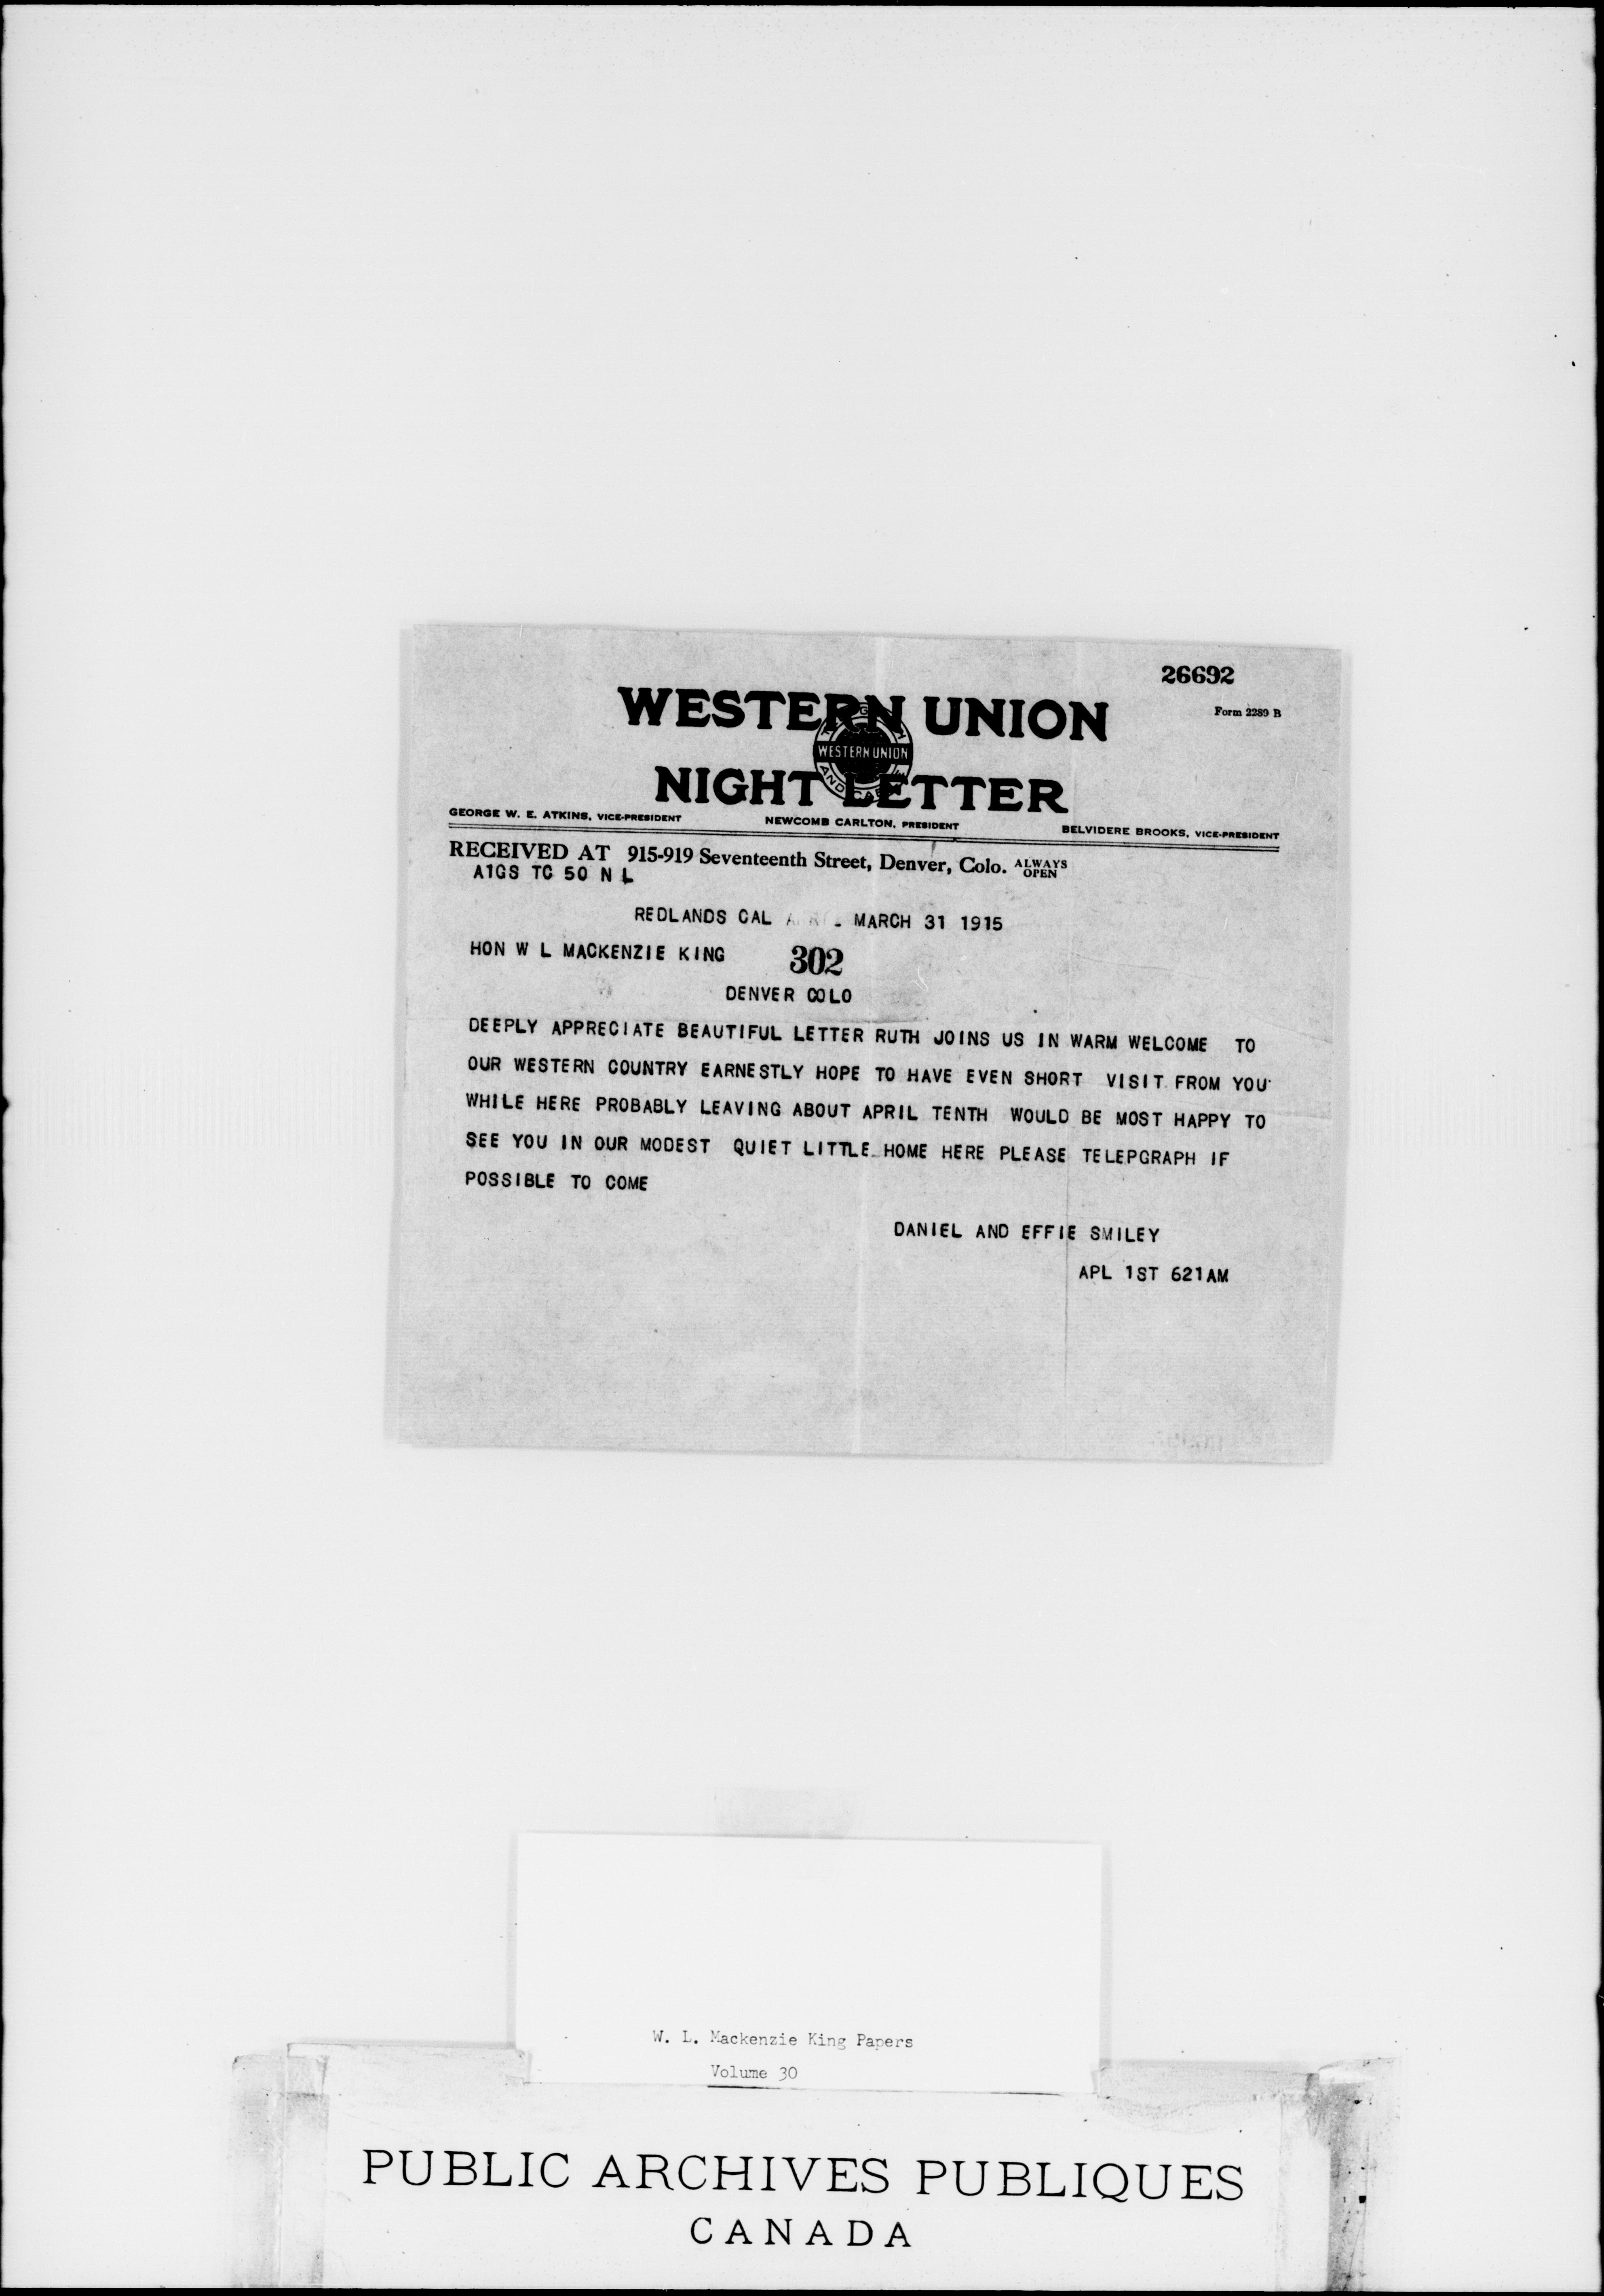 26692
WESTERN UNION
Form 2289 B
WESTERN UNION
NIGHT LETTER
GEORGE W. E. ATKINS, VICE-PRESIDENT NEWCOMB CARLTON, PRESIDENT BELVIDERE BROOKS, VICE-PRESIDENT
RECEIVED AT 915-919 Seventeenth Street, Denver, Colo. ALWAYS OPEN
A1GS TC 50 N L
REDLANDS CAL MARCH 31 1915
HON W L MACKENZIE KING 302
DENVER COLO
DEEPLY APPRECIATE BEAUTIFUL LETTER RUTH JOINS US IN WARM WELCOME TO
OUR WESTERN COUNTRY EARNESTLY HOPE TO HAVE EVEN SHORT VISIT FROM YOU
WHILE HERE PROBABLY LEAVING ABOUT APRIL TENTH WOULD BE MOST HAPPY TO
SEE YOU IN OUR MODEST QUIET LITTLE HOME HERE PLEASE TELEPGRAPH IF
POSSIBLE TO COME
DANIEL AND EFFIE SMILEY
APL 1ST 621AM
W. L. Mackenzie King Papers
Volume 30
PUBLIC ARCHIVES PUBLIQUES
CANADA